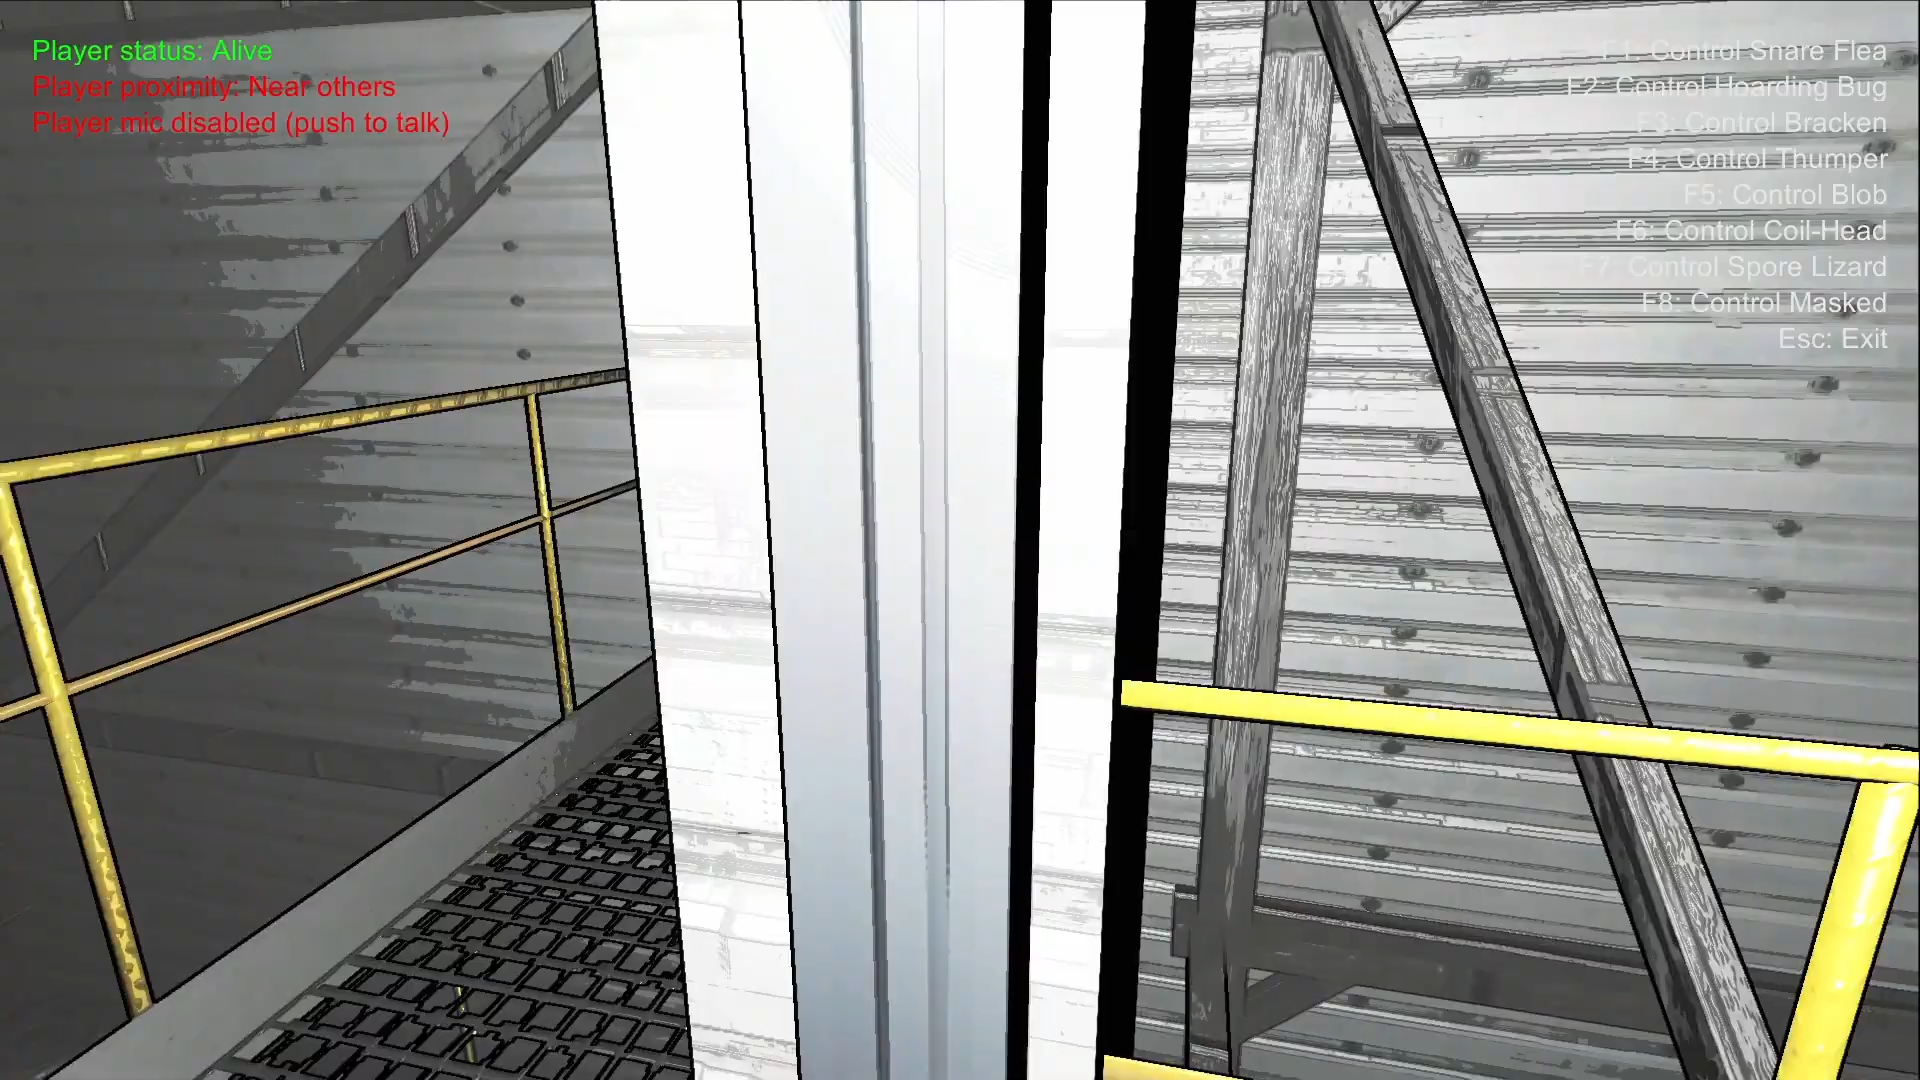 Player status: Alive
Player proximity: Near others
Player mic disabled (push to talk)
F1: Control Snare Flea
F2: Control Hoarding Bug
F3: Control Bracken
F4: Control Thumper
F5: Control Blob
F6: Control Coil-Head
F7: Control Spore Lizard
F8: Control Masked
Esc: Exit